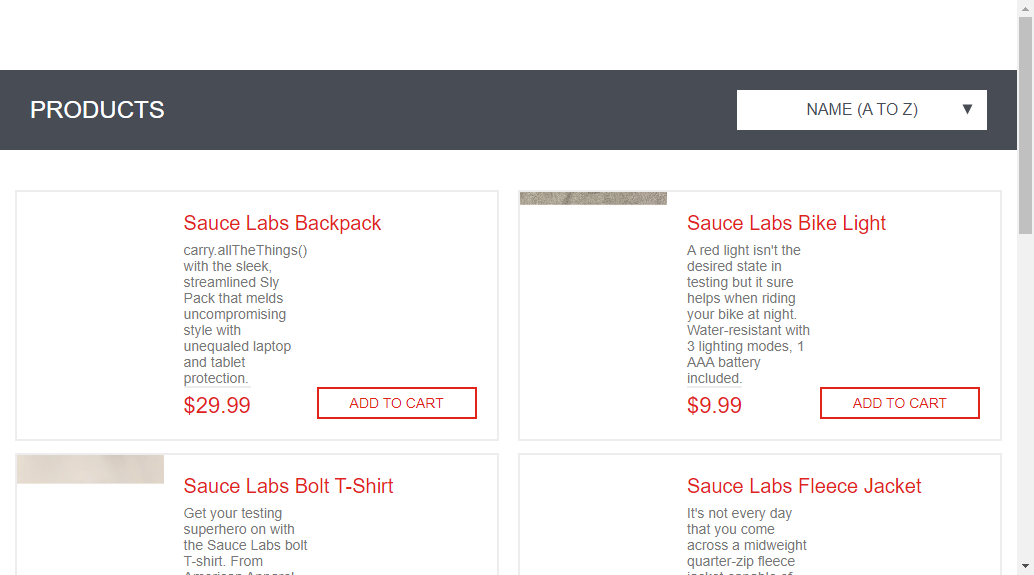 PRODUCTS
NAME (A TO Z)
Sauce Labs Backpack
carry.allTheThings()
with the sleek,
streamlined Sly
Pack that melds
uncompromising
style with
unequaled laptop
and tablet
protection.
$29.99
ADD TO CART
Sauce Labs Bike Light
A red light isn't the
desired state in
testing but it sure
helps when riding
your bike at night.
Water-resistant with
3 lighting modes, 1
AAA battery
included.
$9.99
ADD TO CART
Sauce Labs Bolt T-Shirt
Get your testing
superhero on with
the Sauce Labs bolt
T-shirt. From
American Apparel
Sauce Labs Fleece Jacket
It's not every day
that you come
across a midweight
quarter-zip fleece
jacket capable of